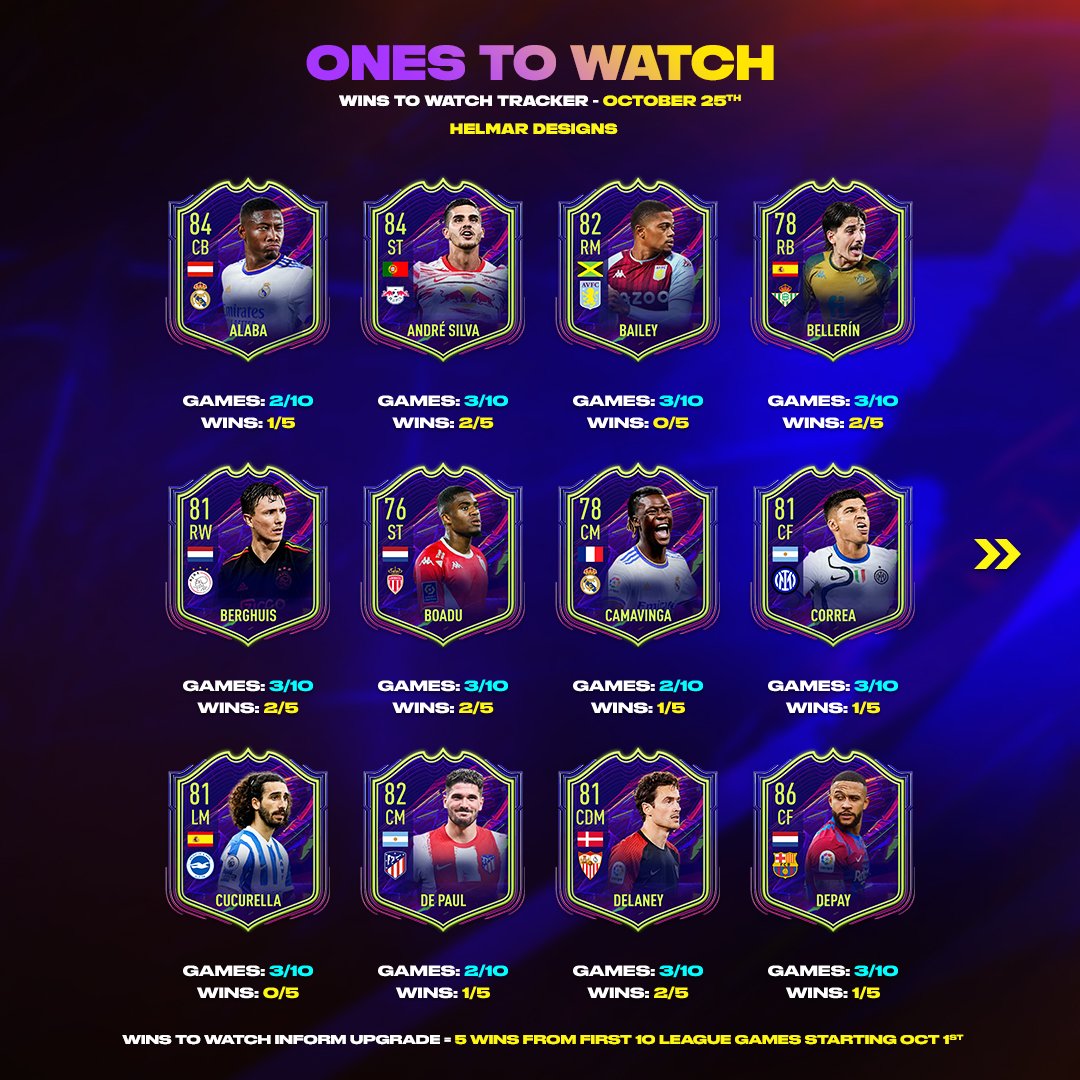 ONES TO WATCH
WINS TO WATCH TRACKER - OCTOBER 25TH
HELMAR DESIGNS
84 CB ALABA
84 ST ANDRÉ SILVA
82 RM AVFC AZOO BAILEY
78 RB BELLERÍN
GAMES: 2/10
WINS: 1/5
GAMES: 3/10
WINS: 2/5
GAMES: 3/10
WINS: 0/5
GAMES: 3/10
WINS: 2/5
81 RW BERGHUIS
76 ST BOADU
78 CM CAMAVINGA
81 CF CORREA
GAMES: 3/10
WINS: 2/5
GAMES: 3/10
WINS: 2/5
GAMES: 2/10
WINS: 1/5
GAMES: 3/10
WINS: 1/5
81 LM CUCURELLA
82 CM DE PAUL
81 CDM DELANEY
86 CF DEPAY
GAMES: 3/10
WINS: 0/5
GAMES: 2/10
WINS: 1/5
GAMES: 3/10
WINS: 2/5
GAMES: 3/10
WINS: 1/5
WINS TO WATCH INFORM UPGRADE = 5 WINS FROM FIRST 10 LEAGUE GAMES STARTING OCT 1ST